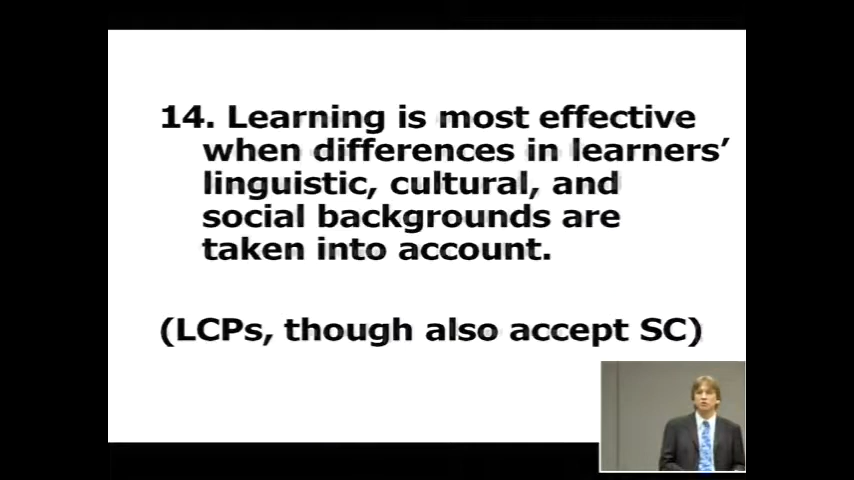 14. Learning is most effective
when differences in learners’
linguistic, cultural, and
social backgrounds are
taken into account.
(LCPs, though also accept SC)